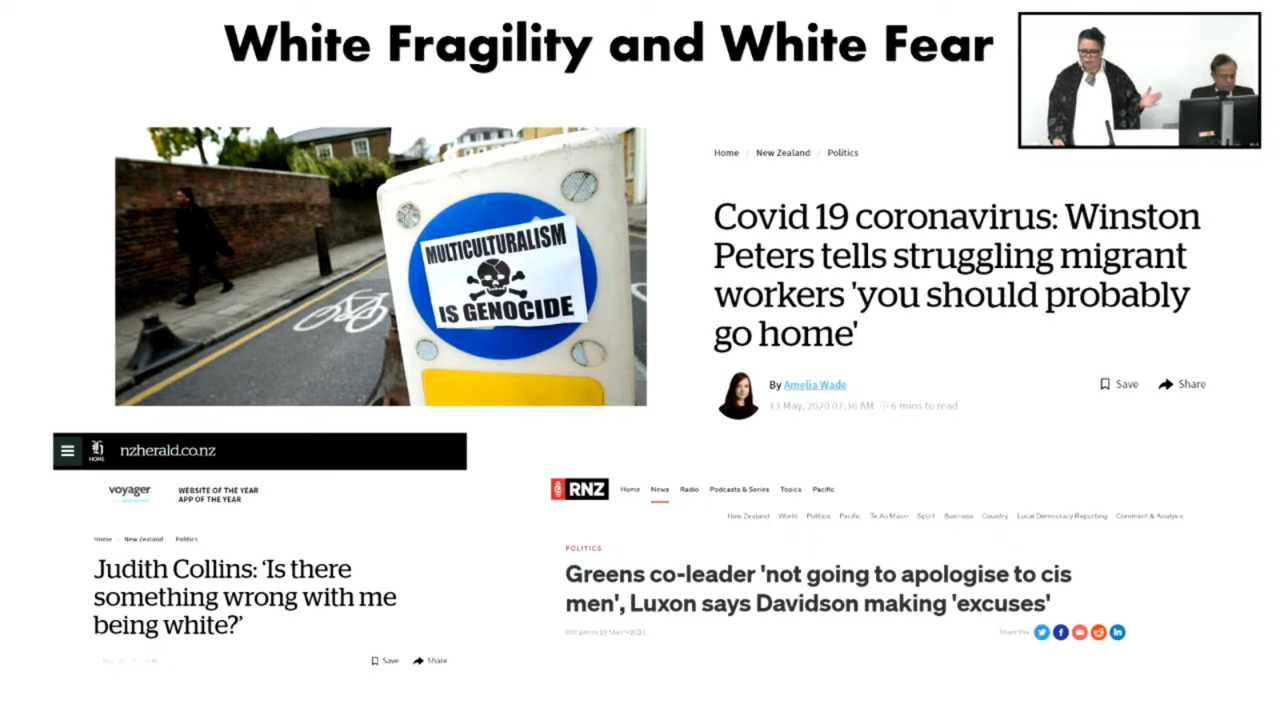 White Fragility and White Fear
MULTICULTURALISM
IS GENOCIDE
Home / New Zealand / Politics
Covid 19 coronavirus: Winston
Peters tells struggling migrant
workers 'you should probably
go home'
By Amelia Wade
Save
Share
13 May, 2020 07:36 AM 6 mins to read
HOME
nzherald.co.nz
voyager
WEBSITE OF THE YEAR
APP OF THE YEAR
Home New Zealand Politics
Judith Collins: 'Is there
something wrong with me
being white?'
Save
Share
RNZ
Home News Radio Podcasts & Series Topics Pacific
New Zealand World Politics Pacific Te Ao Māori Sport Business Country Local Democracy Reporting Comment & Analysis
POLITICS
Greens co-leader 'not going to apologise to cis
men', Luxon says Davidson making 'excuses'
Share this